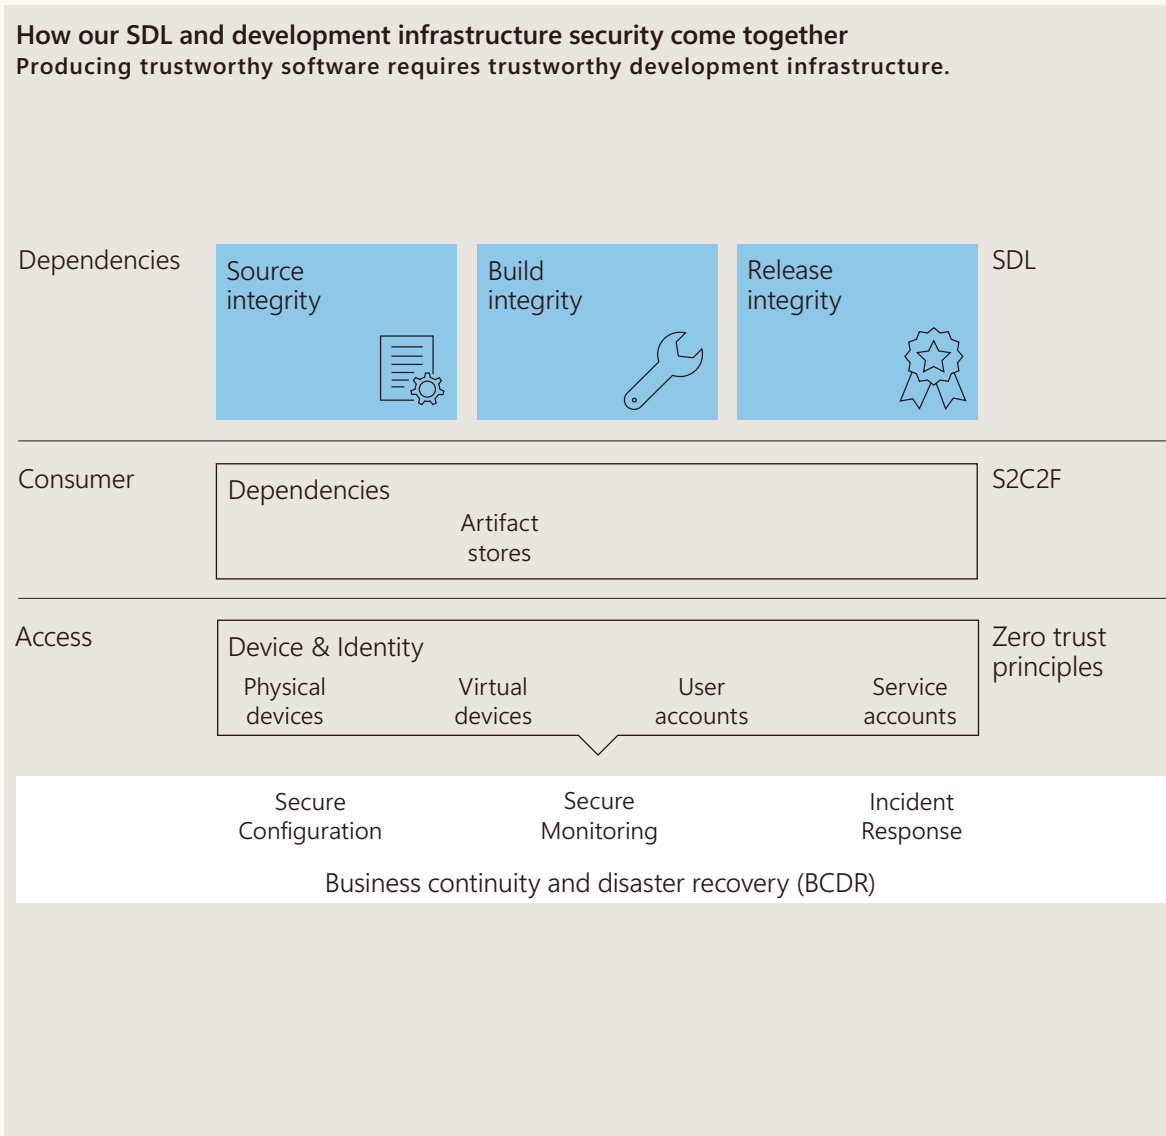 How our SDL and development infrastructure security come together
Producing trustworthy software requires trustworthy development infrastructure.
Dependencies
Source
integrity
Build
integrity
Release
integrity
SDL
Consumer
Dependencies
Artifact
stores
S2C2F
Access
Device & Identity
Physical
devices
Virtual
devices
User
accounts
Service
accounts
Zero trust
principles
Secure
Configuration
Secure
Monitoring
Incident
Response
Business continuity and disaster recovery (BCDR)